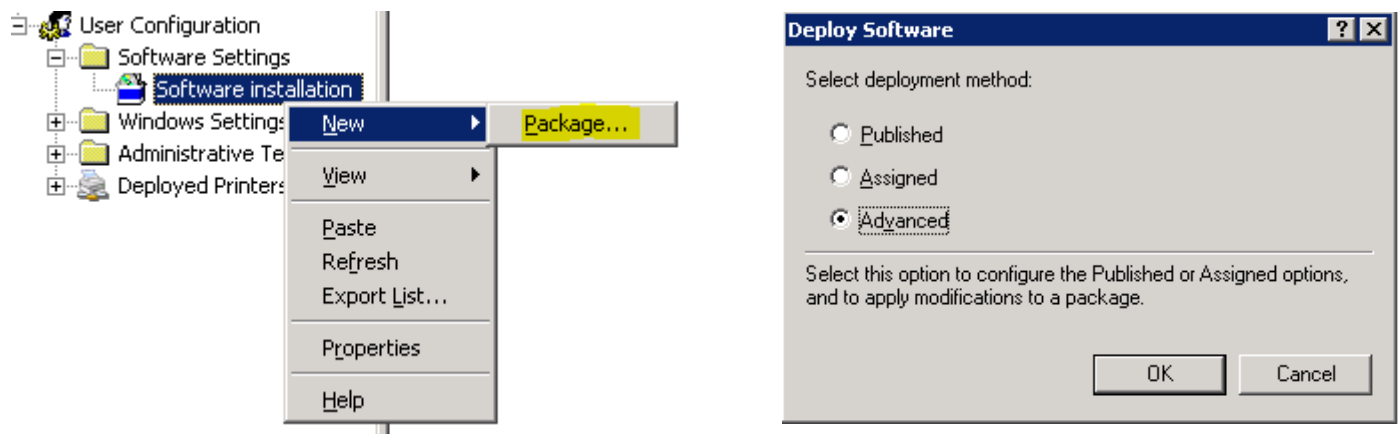 User Configuration
Software Settings
Software installation
Windows Settings
Administrative Te
Deployed Printers
New
Package...
View
Paste
Refresh
Export List...
Properties
Help
Deploy Software
Select deployment method:
Published
Assigned
Advanced
Select this option to configure the Published or Assigned options,
and to apply modifications to a package.
OK
Cancel